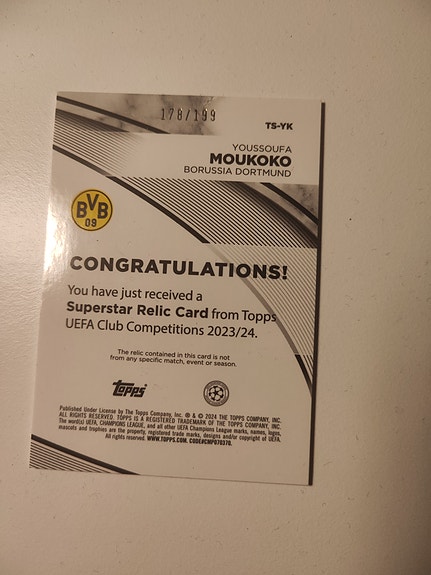 178/199
TS-YK
YOUSSOUFA
MOUKOKO
BORUSSIA DORTMUND
BVB
09
CONGRATULATIONS!
You have just received a
Superstar Relic Card from Topps
UEFA Club Competitions 2023/24.
The relic contained in this card is not
from any specific match, event or season.
Topps
Published Under License by The Topps Company, Inc. ® & © 2024 THE TOPPS COMPANY, INC.
ALL RIGHTS RESERVED. TOPPS IS A REGISTERED TRADEMARK OF THE TOPPS COMPANY, INC.
The word(s) UEFA, CHAMPIONS LEAGUE, and all other UEFA Champions League marks, names, logos,
mascots and trophies are the property, registered trade marks, designs and/or copyright of UEFA.
All rights reserved. WWW.TOPPS.COM. CODE#CMP070370.